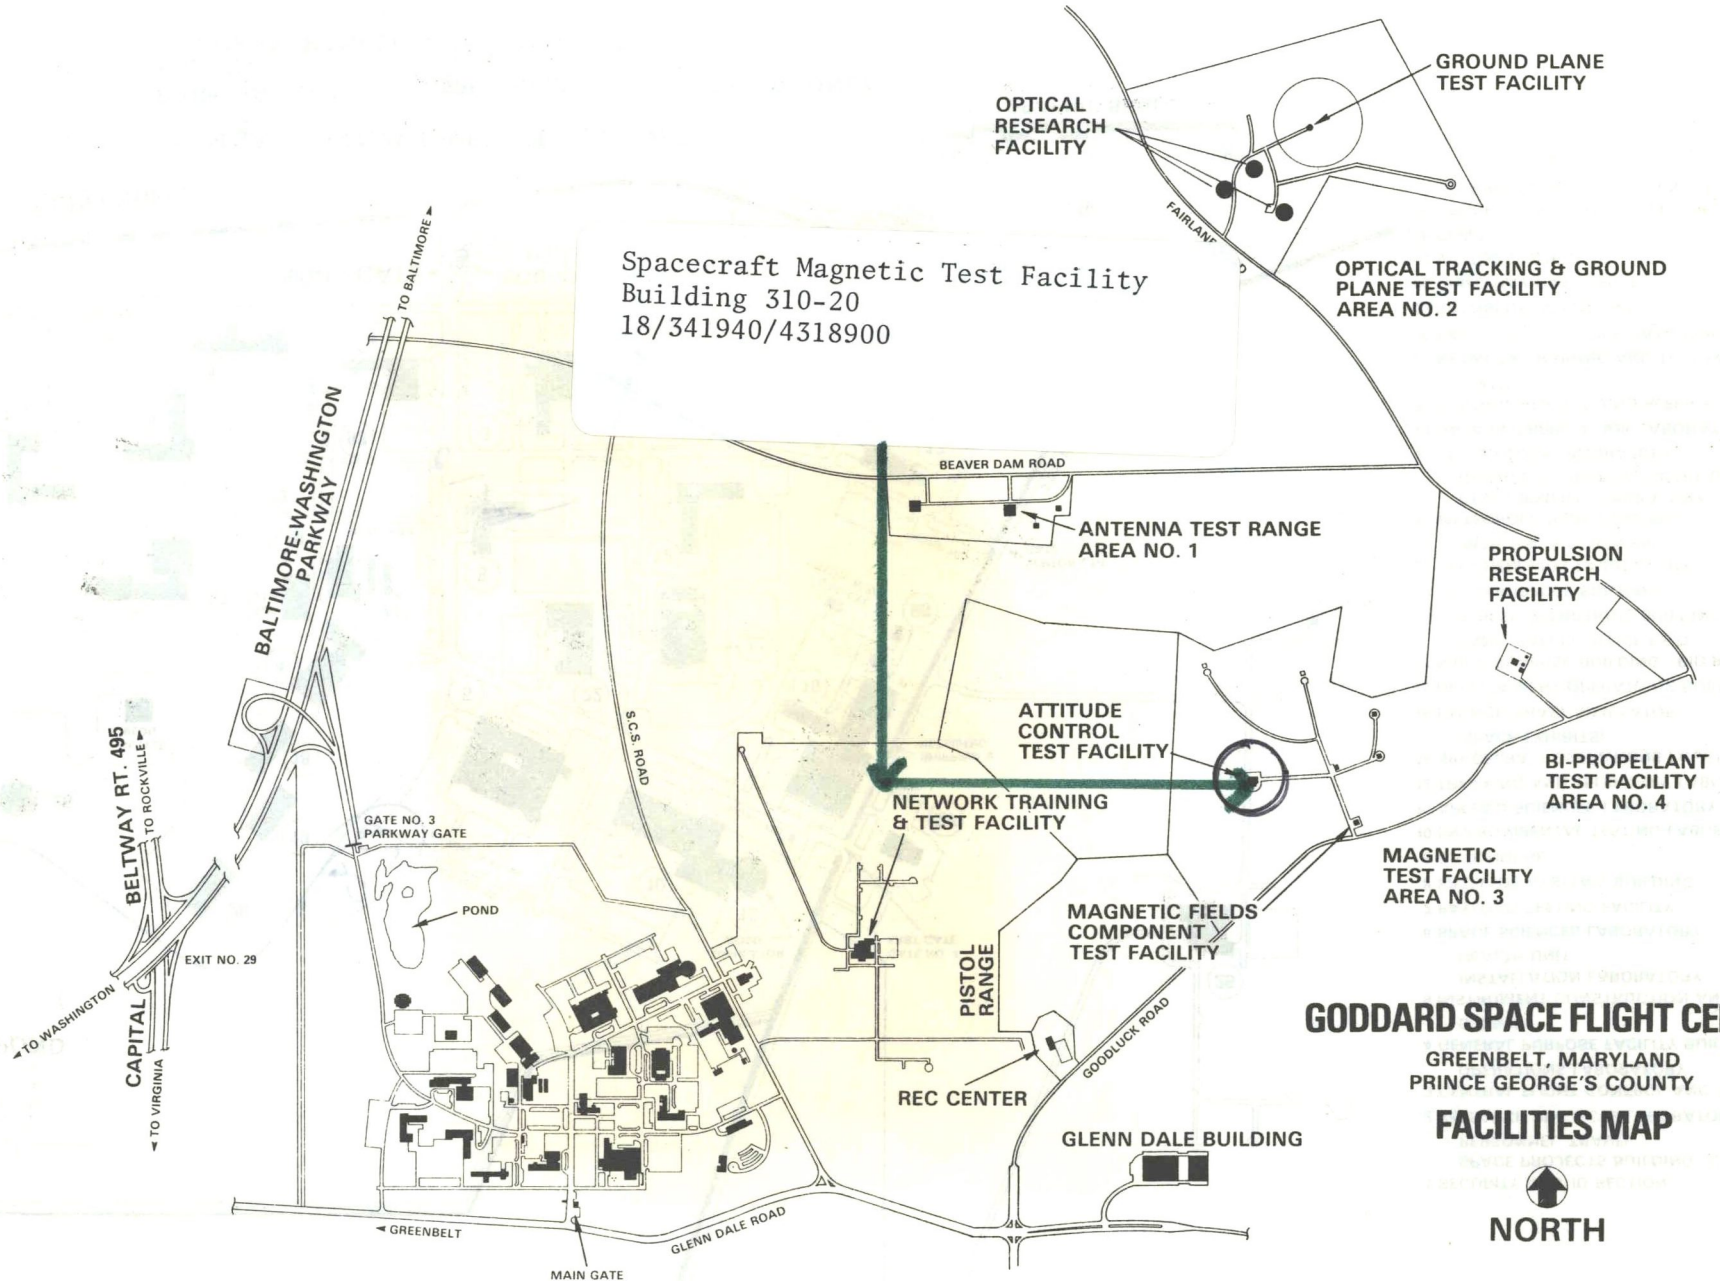 GROUND PLANE
TEST FACILITY
OPTICAL
RESEARCH
FACILITY
OPTICAL TRACKING & GROUND
PLANE TEST FACILITY
AREA NO. 2
TO BALTIMORE
Spacecraft Magnetic Test Facility
Building 310-20
18/341940/4318900
BALTIMORE-WASHINGTON
PARKWAY
BEAVER DAM ROAD
ANTENNA TEST RANGE
AREA NO. 1
PROPULSION
RESEARCH
FACILITY
S.C.S. ROAD
ATTITUDE
CONTROL
TEST FACILITY
BI-PROPELLANT
TEST FACILITY
AREA NO. 4
NETWORK TRAINING
& TEST FACILITY
GATE NO. 3
PARKWAY GATE
CAPITAL BELTWAY RT. 495
TO ROCKVILLE
MAGNETIC
TEST FACILITY
AREA NO. 3
POND
MAGNETIC FIELDS
COMPONENT
TEST FACILITY
EXIT NO. 29
PISTOL
RANGE
TO WASHINGTON
TO VIRGINIA
GOODLUCK ROAD
REC CENTER
GODDARD SPACE FLIGHT
GREENBELT, MARYLAND
PRINCE GEORGE'S COUNTY
FACILITIES MAP
GLENN DALE BUILDING
NORTH
GREENBELT
GLENN DALE ROAD
MAIN GATE